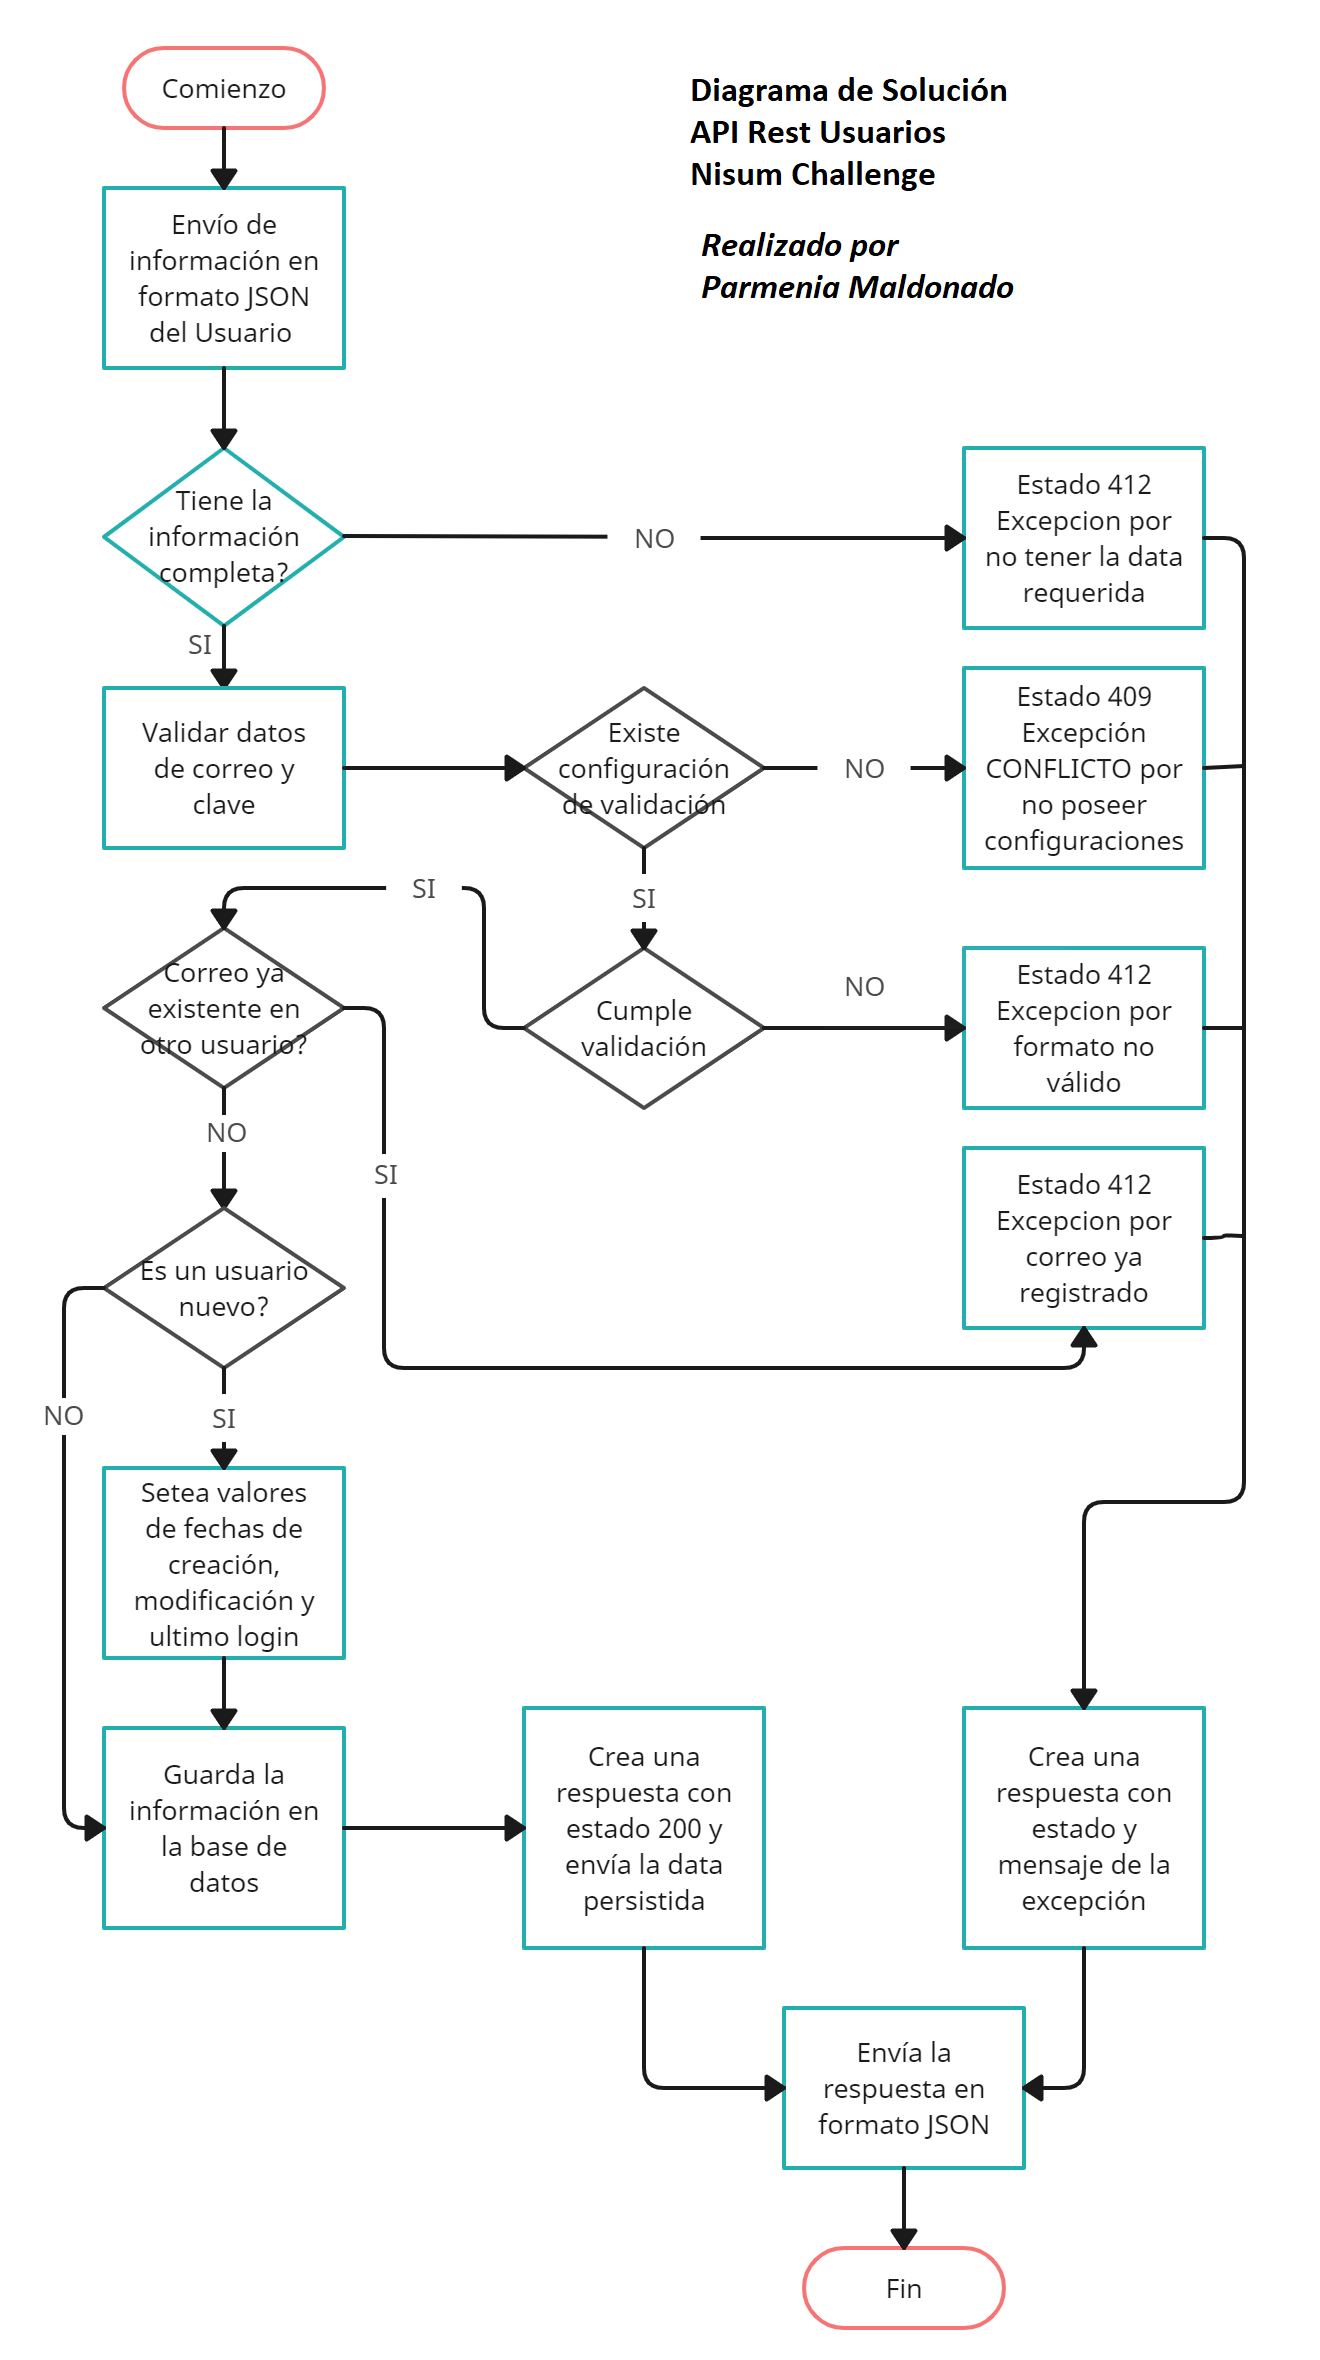 Comienzo
Diagrama de Solución
API Rest Usuarios
Nisum Challenge
Realizado por
Parmenia Maldonado
Envío de
información en
formato JSON
del Usuario
Tiene la
información
completa?
NO
Estado 412
Excepcion por
no tener la data
requerida
SI
Validar datos
de correo y
clave
Existe
configuración
de validación
NO
Estado 409
Excepción
CONFLICTO por
no poseer
configuraciones
SI
SI
Correo ya
existente en
otro usuario?
Cumple
validación
NO
Estado 412
Excepcion por
formato no
válido
NO
SI
Estado 412
Excepcion por
correo ya
registrado
Es un usuario
nuevo?
NO
SI
Setea valores
de fechas de
creación,
modificación y
ultimo login
Guarda la
información en
la base de
datos
Crea una
respuesta con
estado 200 y
envía la data
persistida
Crea una
respuesta con
estado y
mensaje de la
excepción
Envía la
respuesta en
formato JSON
Fin